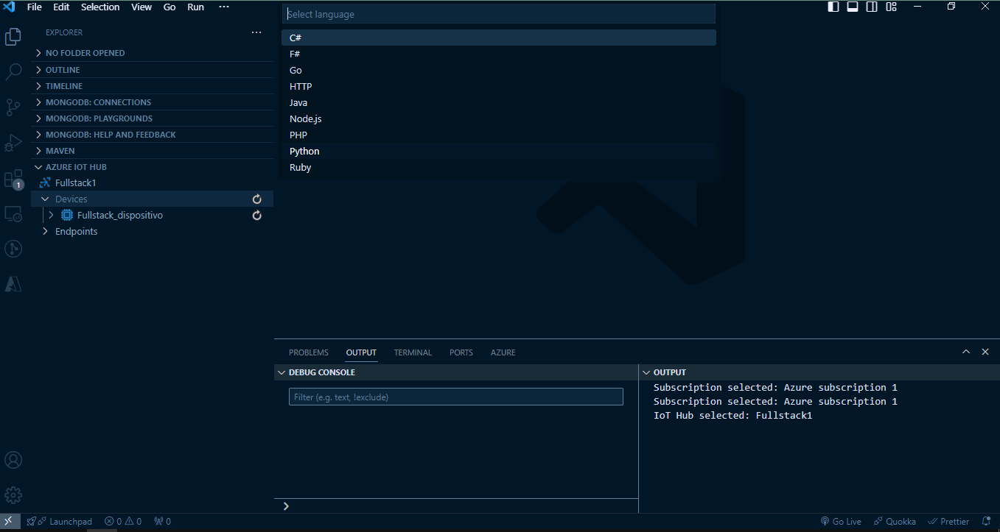 File Edit Selection View Go Run ···
Select language
C#
F#
Go
HTTP
Java
Node.js
PHP
Python
Ruby
EXPLORER
NO FOLDER OPENED
OUTLINE
TIMELINE
MONGODB: CONNECTIONS
MONGODB: PLAYGROUNDS
MONGODB: HELP AND FEEDBACK
MAVEN
AZURE IOT HUB
Fullstack1
Devices
Fullstack_dispositivo
Endpoints
1
PROBLEMS OUTPUT TERMINAL PORTS AZURE
DEBUG CONSOLE
Filter (e.g. text, !exclude)
OUTPUT
Subscription selected: Azure subscription 1
Subscription selected: Azure subscription 1
IoT Hub selected: Fullstack1
Launchpad 0 0 0 Go Live Quokka Prettier